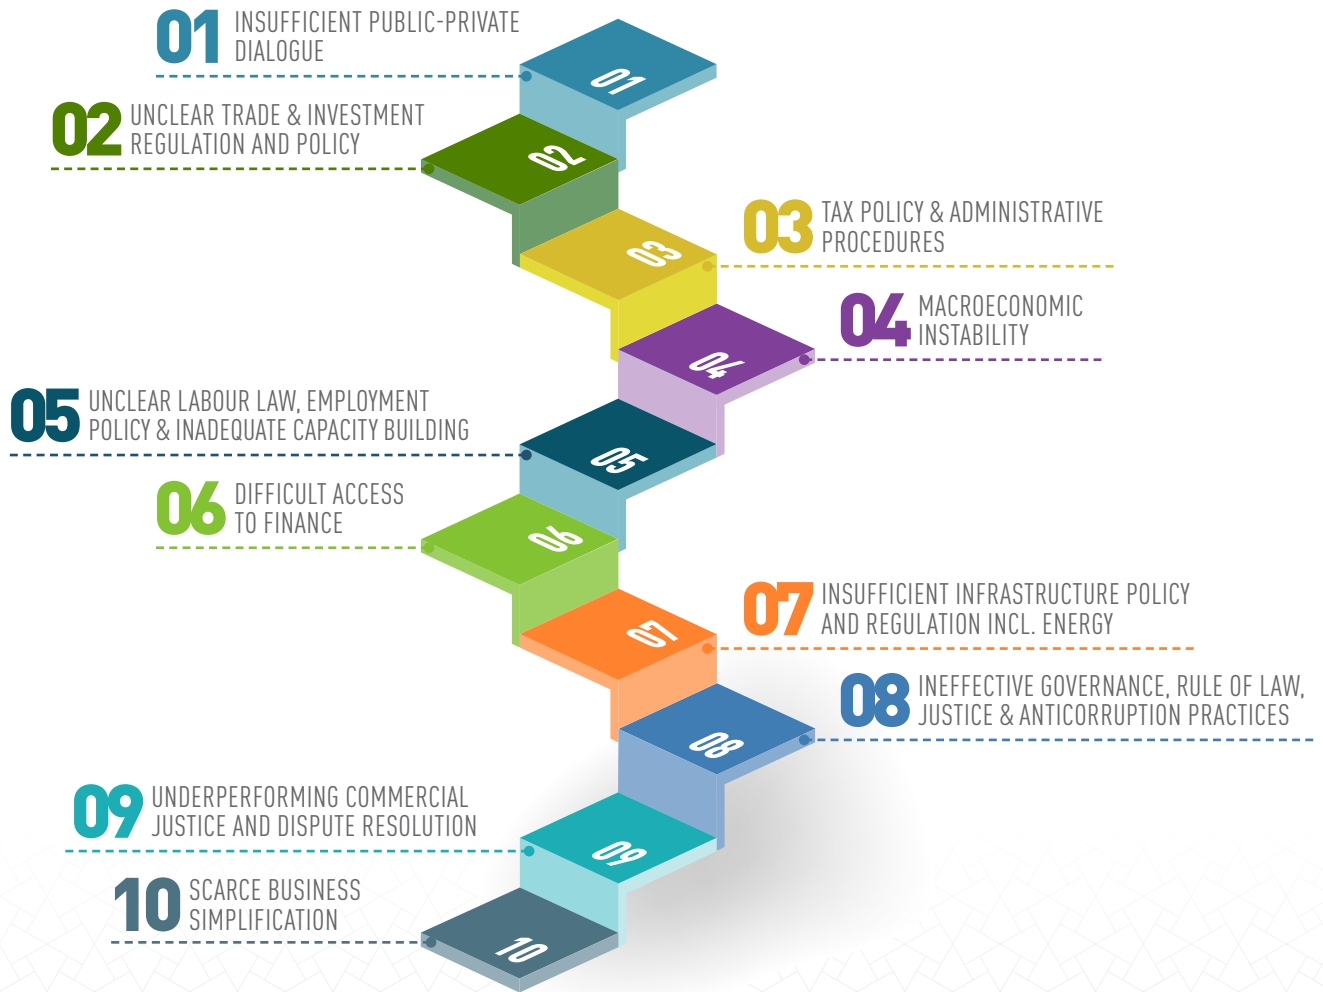 01 INSUFFICIENT PUBLIC-PRIVATE
DIALOGUE
01
02 UNCLEAR TRADE & INVESTMENT
REGULATION AND POLICY
02
03 TAX POLICY & ADMINISTRATIVE
PROCEDURES
03
04 MACROECONOMIC
INSTABILITY
04
05 UNCLEAR LABOUR LAW, EMPLOYMENT
POLICY & INADEQUATE CAPACITY BUILDING
05
06 DIFFICULT ACCESS
TO FINANCE
06
07 INSUFFICIENT INFRASTRUCTURE POLICY
AND REGULATION INCL. ENERGY
07
08 INEFFECTIVE GOVERNANCE, RULE OF LAW,
JUSTICE & ANTICORRUPTION PRACTICES
08
09 UNDERPERFORMING COMMERCIAL
JUSTICE AND DISPUTE RESOLUTION
09
10 SCARCE BUSINESS
SIMPLIFICATION
10